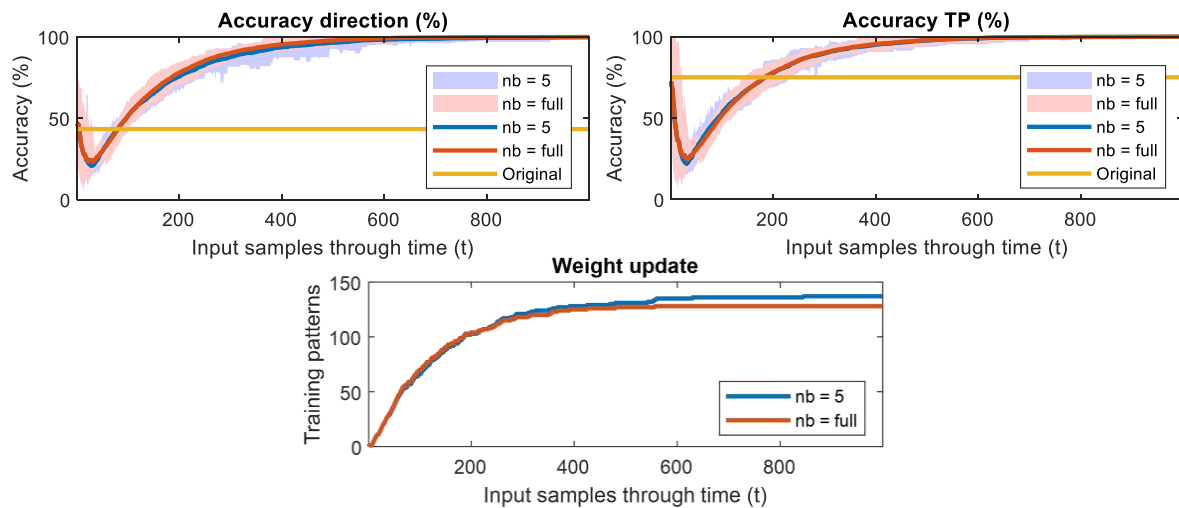 Accuracy direction (%)
100
50
0
Accuracy (%)
nb = 5
nb = full
nb = 5
nb = full
Original
200 400 600 800
Input samples through time (t)
Accuracy TP (%)
100
50
0
Accuracy (%)
nb = 5
nb = full
nb = 5
nb = full
Original
200 400 600 800
Input samples through time (t)
Weight update
150
100
50
0
Training patterns
nb = 5
nb = full
200 400 600 800
Input samples through time (t)